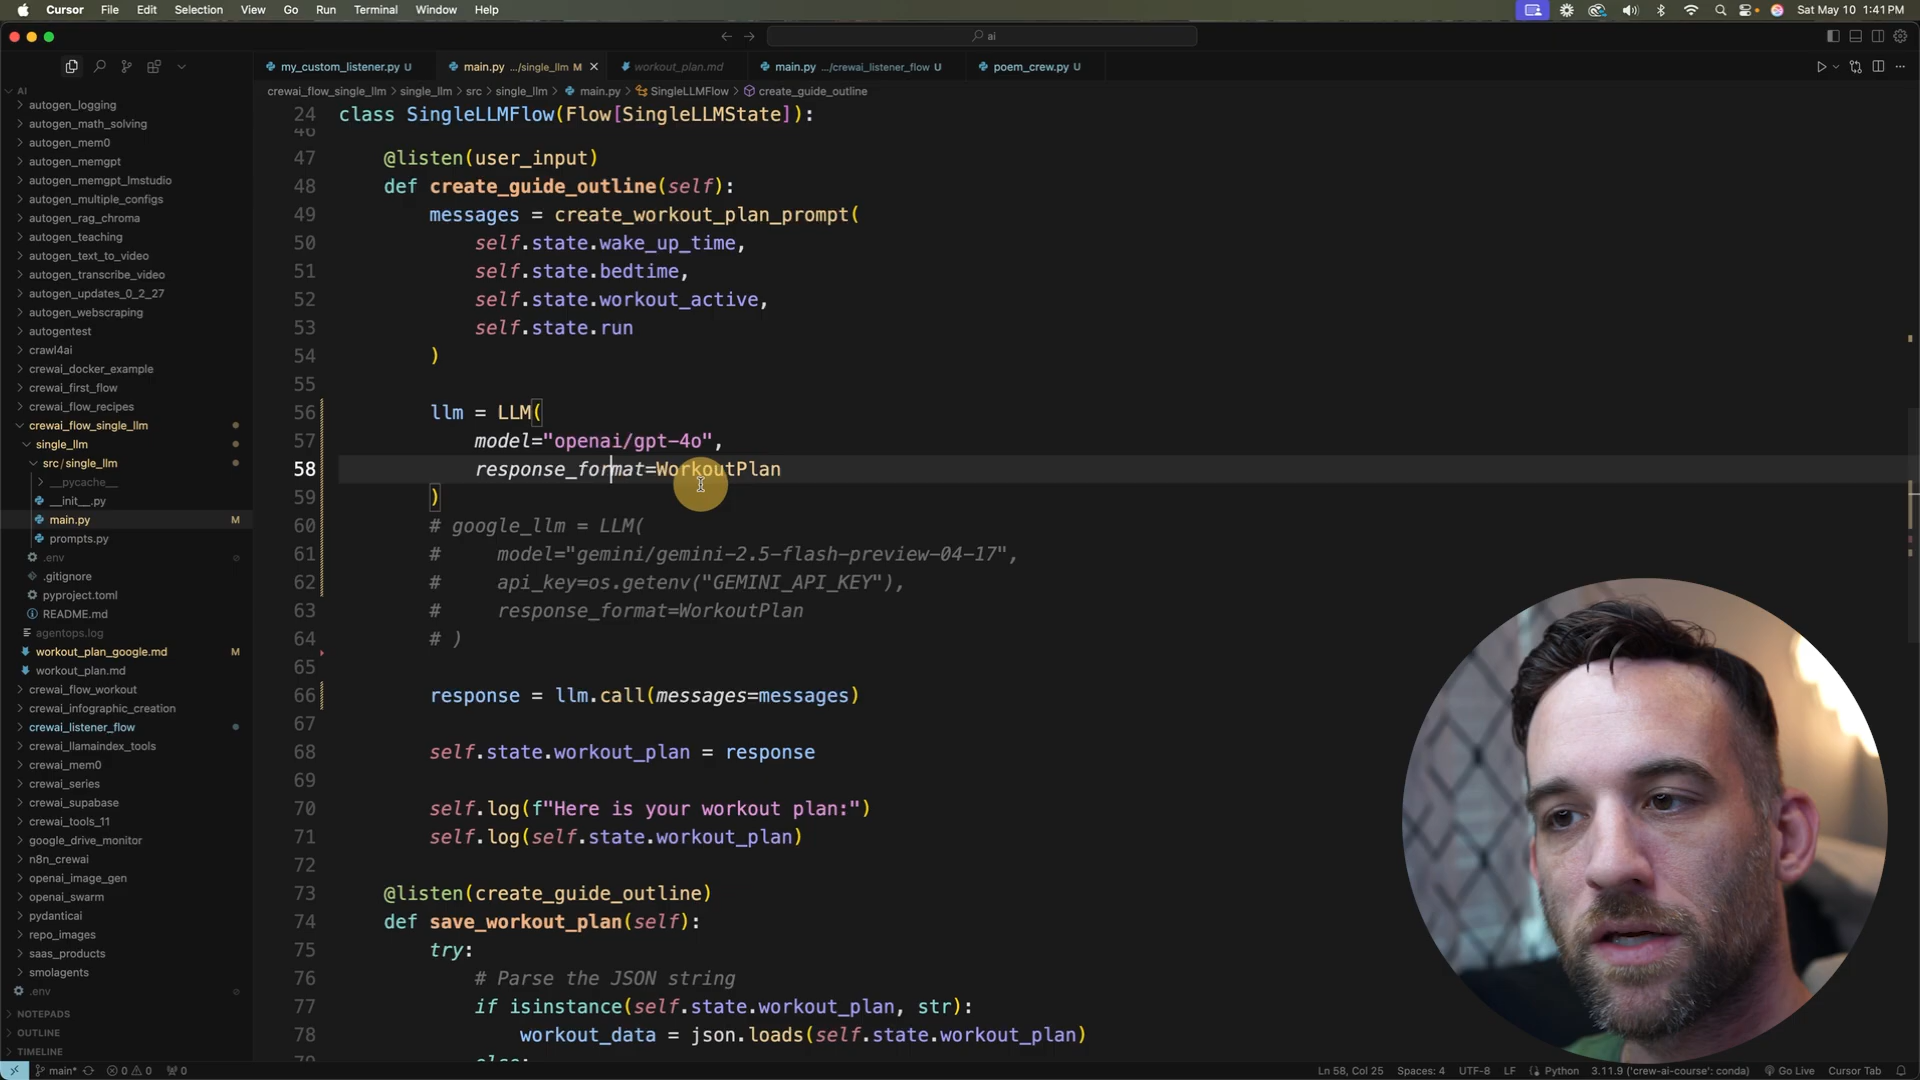 Cursor File Edit Selection View Go Run Terminal Window Help Sat May 10 1:41 PM
ai
my_custom_listener.py U main.py .../single_llm M workout_plan.md main.py .../crewai_listener_flow U poem_crew.py U
crewai_flow_single_llm > single_llm > src > single_llm > main.py > SingleLLMFlow > create_guide_outline
AI
autogen_logging
autogen_math_solving
autogen_mem0
autogen_memgpt
autogen_memgpt_lmstudio
autogen_multiple_configs
autogen_rag_chroma
autogen_teaching
autogen_text_to_video
autogen_transcribe_video
autogen_updates_0_2_27
autogen_webscraping
autogentest
crawl4ai
crewai_docker_example
crewai_first_flow
crewai_flow_recipes
crewai_flow_single_llm
single_llm
src/single_llm
__pycache__
__init__.py
main.py M
prompts.py
.env
.gitignore
pyproject.toml
README.md
agentops.log
workout_plan_google.md M
workout_plan.md
crewai_flow_workout
crewai_infographic_creation
crewai_listener_flow
crewai_llamaindex_tools
crewai_mem0
crewai_series
crewai_supabase
crewai_tools_11
google_drive_monitor
n8n_crewai
openai_image_gen
openai_swarm
pydanticai
repo_images
saas_products
smolagents
.env
NOTEPADS
OUTLINE
TIMELINE
24 class SingleLLMFlow(Flow[SingleLLMState]):
46
47 @listen(user_input)
48 def create_guide_outline(self):
49 messages = create_workout_plan_prompt(
50 self.state.wake_up_time,
51 self.state.bedtime,
52 self.state.workout_active,
53 self.state.run
54 )
55
56 llm = LLM(
57 model="openai/gpt-4o",
58 response_format=WorkoutPlan
59 )
60 # google_llm = LLM(
61 # model="gemini/gemini-2.5-flash-preview-04-17",
62 # api_key=os.getenv("GEMINI_API_KEY"),
63 # response_format=WorkoutPlan
64 # )
65
66 response = llm.call(messages=messages)
67
68 self.state.workout_plan = response
69
70 self.log(f"Here is your workout plan:")
71 self.log(self.state.workout_plan)
72
73 @listen(create_guide_outline)
74 def save_workout_plan(self):
75 try:
76 # Parse the JSON string
77 if isinstance(self.state.workout_plan, str):
78 workout_data = json.loads(self.state.workout_plan)
79 else:
main* 0 0 0 Ln 58, Col 25 Spaces: 4 UTF-8 LF Python 3.11.9 ('crew-ai-course': conda) Go Live Cursor Tab